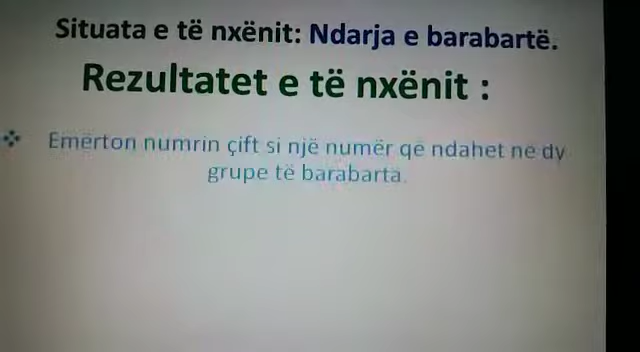 Situata e të nxënit: Ndarja e barabartë.
Rezultatet e të nxënit :
Emërton numrin çift si një numër që ndahet në dy
grupe të barabarta.